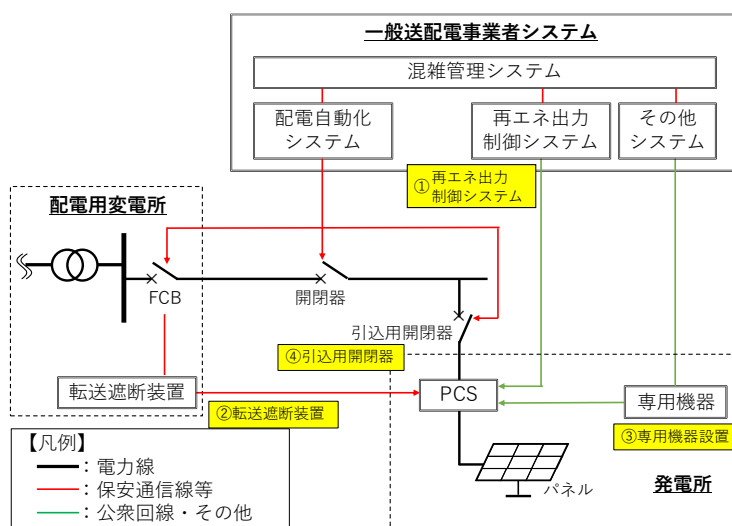 一般送配電事業者システム
混雑管理システム
配電自動化
システム
再エネ出力
制御システム
その他
システム
①再エネ出力
制御システム
配電用変電所
FCB
開閉器
引込用開閉器
④引込用開閉器
転送遮断装置
②転送遮断装置
PCS
専用機器
③専用機器設置
パネル
発電所
【凡例】
:電力線
:保安通信線等
:公衆回線・その他